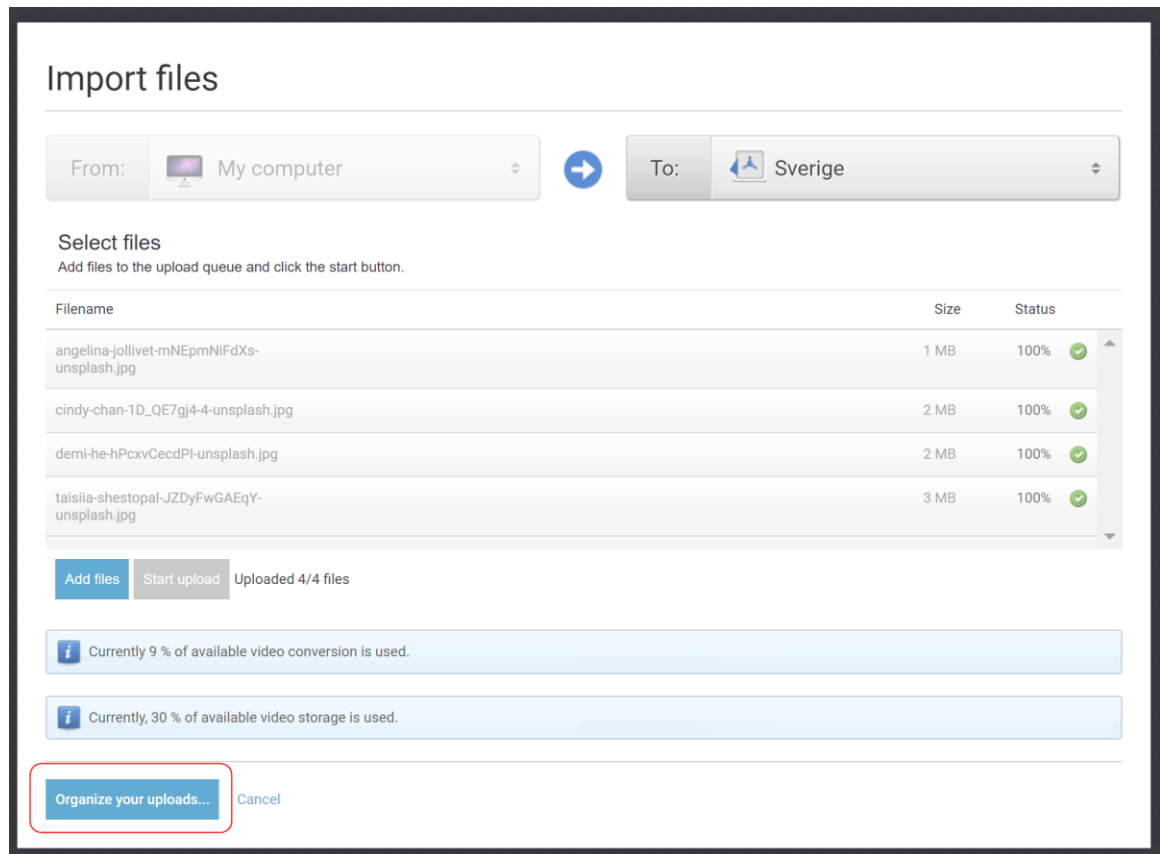 Import files
From: My computer To: Sverige
Select files
Add files to the upload queue and click the start button.
Filename Size Status
angelina-jollivet-mNEpmNiFdXs-
unsplash.jpg 1 MB 100%
cindy-chan-1D_QE7gj4-4-unsplash.jpg 2 MB 100%
demi-he-hPcxvCecdPI-unsplash.jpg 2 MB 100%
taisiia-shestopal-JZDyFwGAEqY-
unsplash.jpg 3 MB 100%
Add files Start upload Uploaded 4/4 files
Currently 9 % of available video conversion is used.
Currently, 30 % of available video storage is used.
Organize your uploads... Cancel